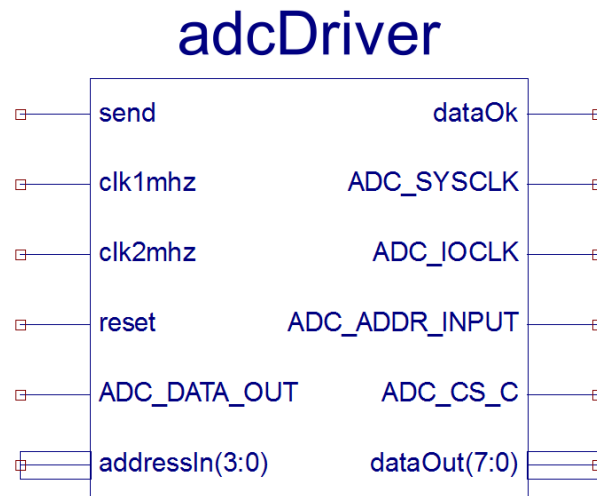 adcDriver
send dataOk
clk1mhz ADC_SYSCLK
clk2mhz ADC_IOCLK
reset ADC_ADDR_INPUT
ADC_DATA_OUT ADC_CS_C
addressIn(3:0) dataOut(7:0)